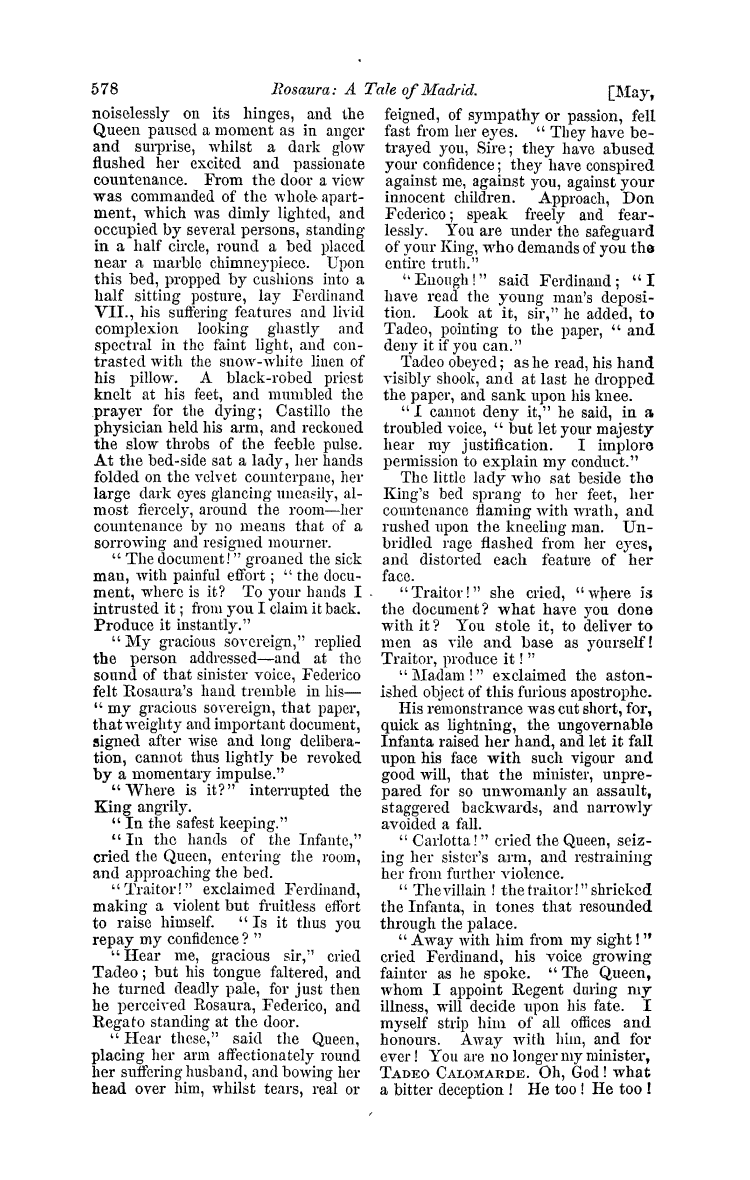 578
Rosaura: A Tale of Madrid.
[May,
noiselessly on its hinges, and the
Queen paused a moment as in anger
and surprise, whilst a dark glow
flushed her excited and passionate
countenance. From the door a view
was commanded of the whole apart-
ment, which was dimly lighted, and
occupied by several persons, standing
in a half circle, round a bed placed
near a marble chimneypiece. Upon
this bed, propped by cushions into a
half sitting posture, lay Ferdinand
VII., his suffering features and livid
complexion looking ghastly and
spectral in the faint light, and con-
trasted with the snow-white linen of
his pillow. A black-robed priest
knelt at his feet, and mumbled the
prayer for the dying; Castillo the
physician held his arm, and reckoned
the slow throbs of the feeble pulse.
At the bed-side sat a lady, her hands
folded on the velvet counterpane, her
large dark eyes glancing uneasily, al-
most fiercely, around the room—her
countenance by no means that of a
sorrowing and resigned mourner.
"The document!" groaned the sick
man, with painful effort; "the docu-
ment, where is it? To your hands I
intrusted it; from you I claim it back.
Produce it instantly."
"My gracious sovereign," replied
the person addressed—and at the
sound of that sinister voice, Federico
felt Rosaura's hand tremble in his—
"my gracious sovereign, that paper,
that weighty and important document,
signed after wise and long delibera-
tion, cannot thus lightly be revoked
by a momentary impulse."
"Where is it?" interrupted the
King angrily.
"In the safest keeping."
"In the hands of the Infante,"
cried the Queen, entering the room,
and approaching the bed.
"Traitor!" exclaimed Ferdinand,
making a violent but fruitless effort
to raise himself. "Is it thus you
repay my confidence?"
"Hear me, gracious sir," cried
Tadeo; but his tongue faltered, and
he turned deadly pale, for just then
he perceived Rosaura, Federico, and
Regato standing at the door.
"Hear these," said the Queen,
placing her arm affectionately round
her suffering husband, and bowing her
head over him, whilst tears, real or
feigned, of sympathy or passion, fell
fast from her eyes. "They have be-
trayed you, Sire; they have abused
your confidence; they have conspired
against me, against you, against your
innocent children. Approach, Don
Federico; speak freely and fear-
lessly. You are under the safeguard
of your King, who demands of you the
entire truth."
"Enough!" said Ferdinand; "I
have read the young man's deposi-
tion. Look at it, sir," he added, to
Tadeo, pointing to the paper, "and
deny it if you can."
Tadeo obeyed; as he read, his hand
visibly shook, and at last he dropped
the paper, and sank upon his knee.
"I cannot deny it," he said, in a
troubled voice, "but let your majesty
hear my justification. I implore
permission to explain my conduct."
The little lady who sat beside the
King's bed sprang to her feet, her
countenance flaming with wrath, and
rushed upon the kneeling man. Un-
bridled rage flashed from her eyes,
and distorted each feature of her
face.
"Traitor!" she cried, "where is
the document? what have you done
with it? You stole it, to deliver to
men as vile and base as yourself!
Traitor, produce it!"
"Madam!" exclaimed the aston-
ished object of this furious apostrophe.
His remonstrance was cut short, for,
quick as lightning, the ungovernable
Infanta raised her hand, and let it fall
upon his face with such vigour and
good will, that the minister, unpre-
pared for so unwomanly an assault,
staggered backwards, and narrowly
avoided a fall.
"Carlotta!" cried the Queen, seiz-
ing her sister's arm, and restraining
her from further violence.
"The villain! the traitor!" shrieked
the Infanta, in tones that resounded
through the palace.
"Away with him from my sight!"
cried Ferdinand, his voice growing
fainter as he spoke. "The Queen,
whom I appoint Regent during my
illness, will decide upon his fate. I
myself strip him of all offices and
honours. Away with him, and for
ever! You are no longer my minister,
TADEO CALOMARDE. Oh, God! what
a bitter deception! He too! He too!